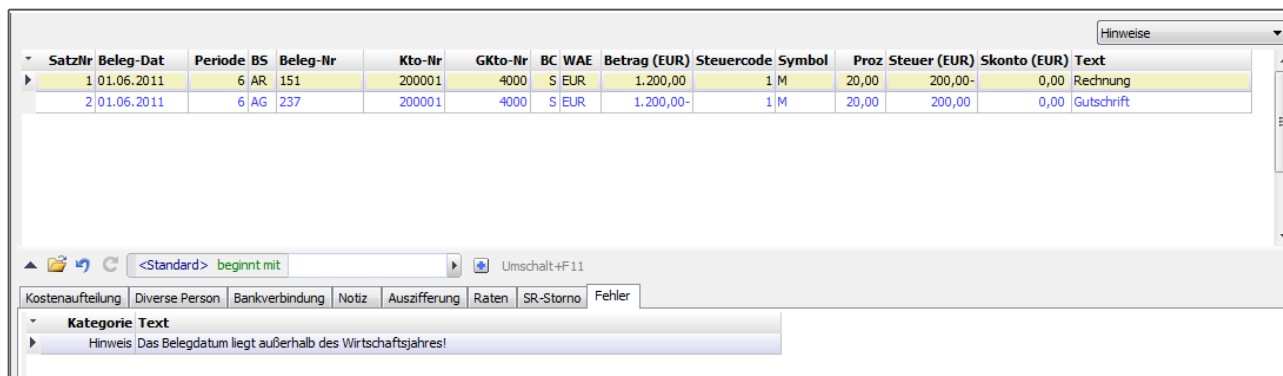 Hinweise
SatzNr Beleg-Dat Periode BS Beleg-Nr Kto-Nr GKto-Nr BC WAE Betrag (EUR) Steuercode Symbol Proz Steuer (EUR) Skonto (EUR) Text
1 01.06.2011 6 AR 151 200001 4000 S EUR 1.200,00 1 M 20,00 200,00- 0,00 Rechnung
2 01.06.2011 6 AG 237 200001 4000 S EUR 1.200,00- 1 M 20,00 200,00 0,00 Gutschrift
<Standard> beginnt mit Umschalt+F11
Kostenaufteilung Diverse Person Bankverbindung Notiz Auszifferung Raten SR-Storno Fehler
Kategorie Text
Hinweis Das Belegdatum liegt außerhalb des Wirtschaftsjahres!